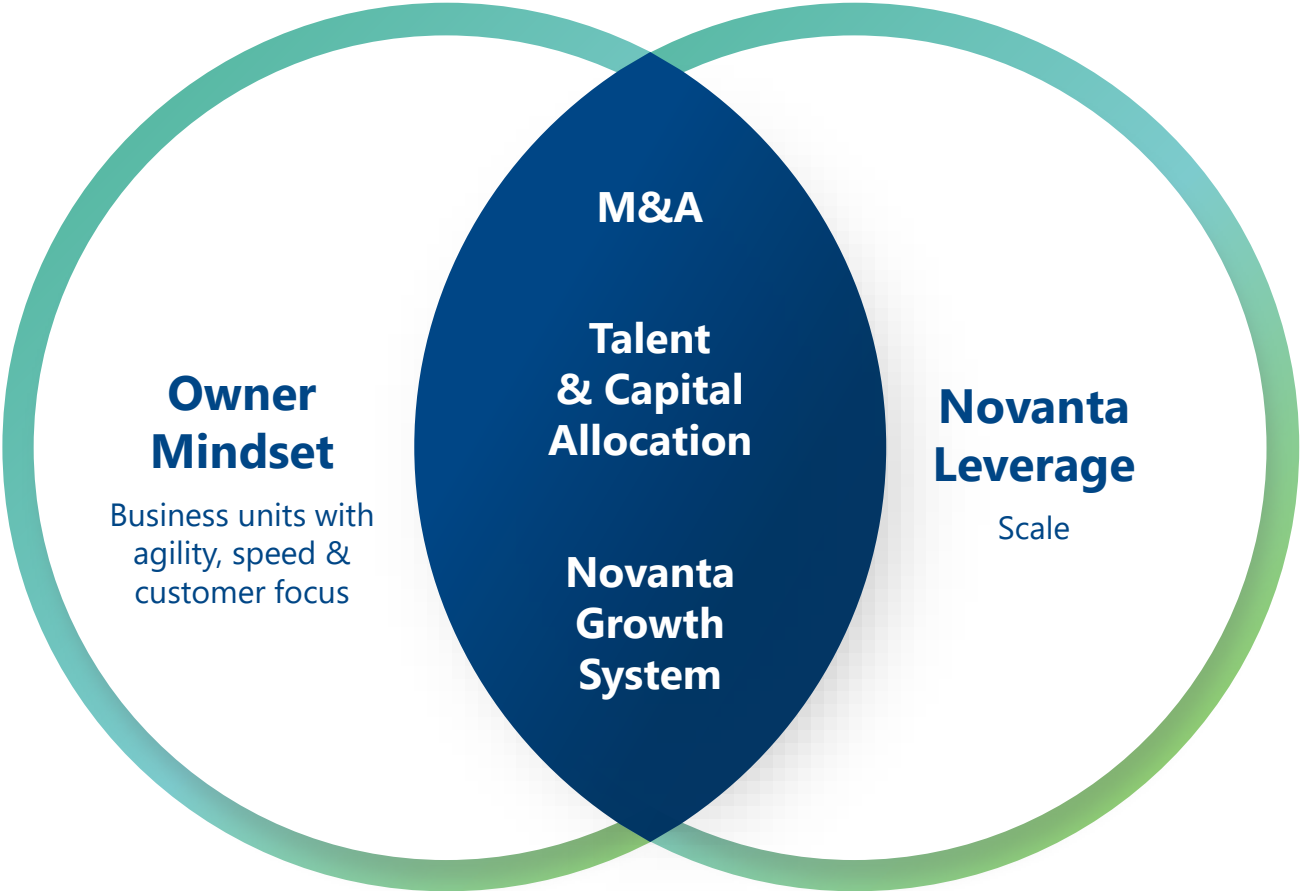 Owner
Mindset
Business units with
agility, speed &
customer focus
M&A
Talent
& Capital
Allocation
Novanta
Growth
System
Novanta
Leverage
Scale